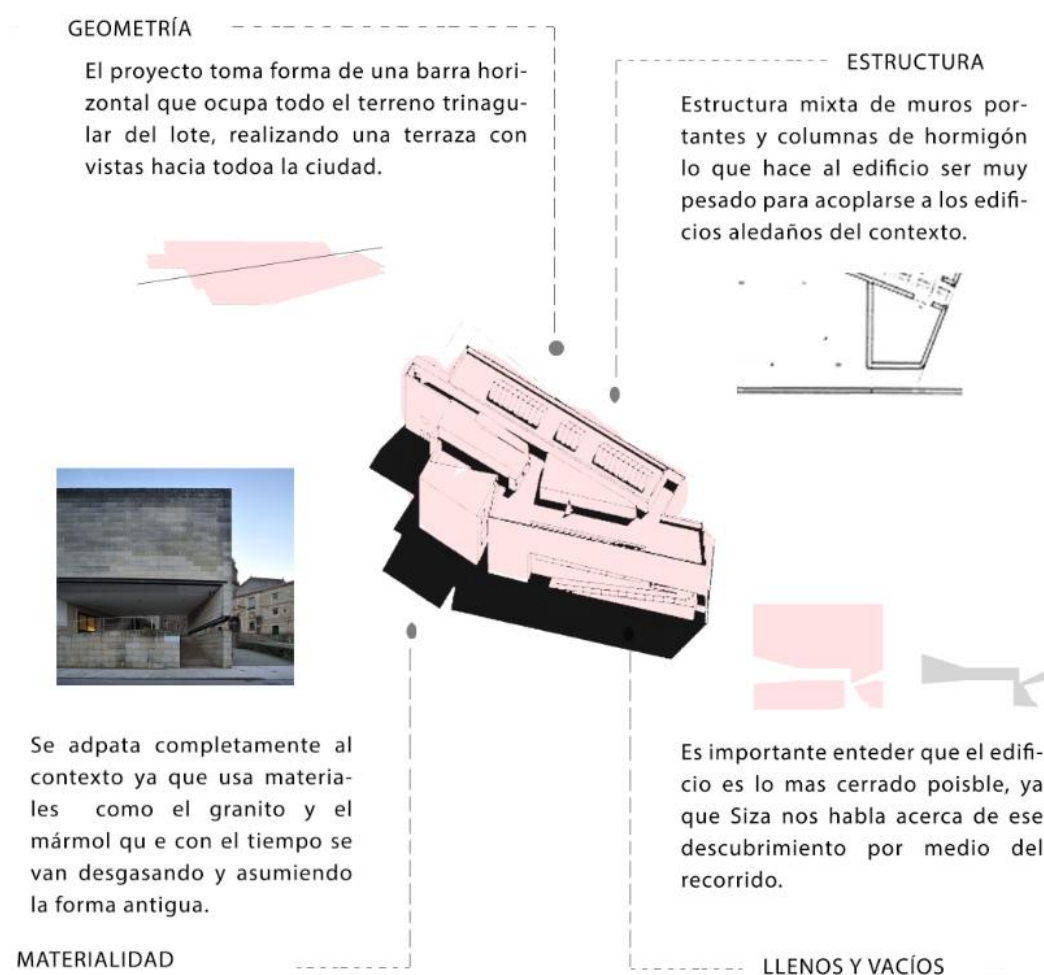 GEOMETRÍA
El proyecto toma forma de una barra hori-
zontal que ocupa todo el terreno trinagu-
lar del lote, realizando una terraza con
vistas hacia todoa la ciudad.
ESTRUCTURA
Estructura mixta de muros por-
tantes y columnas de hormigón
lo que hace al edificio ser muy
pesado para acoplarse a los edifi-
cios aledaños del contexto.
Se adpata completamente al
contexto ya que usa materia-
les como el granito y el
mármol qu e con el tiempo se
van desgasando y asumiendo
la forma antigua.
MATERIALIDAD
Es importante enteder que el edifi-
cio es lo mas cerrado poisble, ya
que Siza nos habla acerca de ese
descubrimiento por medio del
recorrido.
LLENOS Y VACÍOS